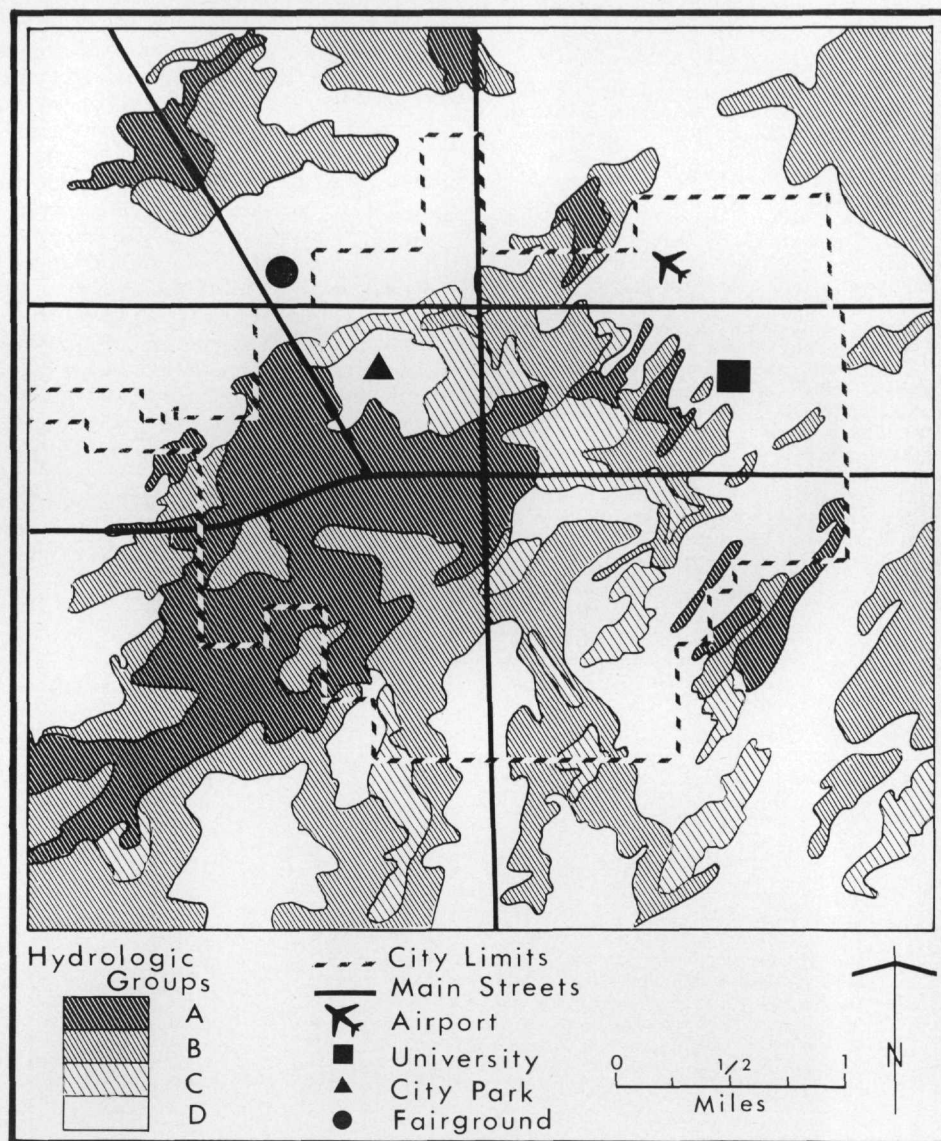 Hydrologic
Groups
A
B
C
D
City Limits
Main Streets
Airport
University
City Park
Fairground
0 1/2 1
Miles
N